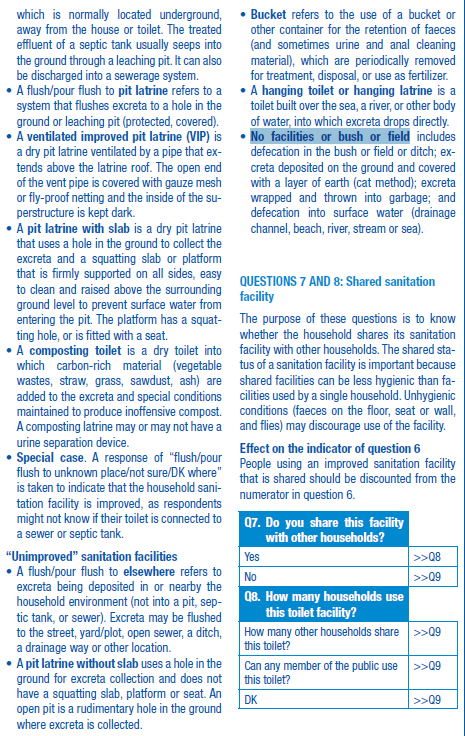 which is normally located underground,
away from the house or toilet. The treated
effluent of a septic tank usually seeps into
the ground through a leaching pit. It can also
be discharged into a sewerage system.
• A flush/pour flush to pit latrine refers to a
system that flushes excreta to a hole in the
ground or leaching pit (protected, covered).
• A ventilated improved pit latrine (VIP) is
a dry pit latrine ventilated by a pipe that ex-
tends above the latrine roof. The open end
of the vent pipe is covered with gauze mesh
or fly-proof netting and the inside of the su-
perstructure is kept dark.
• A pit latrine with slab is a dry pit latrine
that uses a hole in the ground to collect the
excreta and a squatting slab or platform
that is firmly supported on all sides, easy
to clean and raised above the surrounding
ground level to prevent surface water from
entering the pit. The platform has a squat-
ting hole, or is fitted with a seat.
• A composting toilet is a dry toilet into
which carbon-rich material (vegetable
wastes, straw, grass, sawdust, ash) are
added to the excreta and special conditions
maintained to produce inoffensive compost.
A composting latrine may or may not have a
urine separation device.
• Special case. A response of “flush/pour
flush to unknown place/not sure/DK where”
is taken to indicate that the household sani-
tation facility is improved, as respondents
might not know if their toilet is connected to
a sewer or septic tank.
“Unimproved” sanitation facilities
• A flush/pour flush to elsewhere refers to
excreta being deposited in or nearby the
household environment (not into a pit, sep-
tic tank, or sewer). Excreta may be flushed
to the street, yard/plot, open sewer, a ditch,
a drainage way or other location.
• A pit latrine without slab uses a hole in the
ground for excreta collection and does not
have a squatting slab, platform or seat. An
open pit is a rudimentary hole in the ground
where excreta is collected.
• Bucket refers to the use of a bucket or
other container for the retention of faeces
(and sometimes urine and anal cleaning
material), which are periodically removed
for treatment, disposal, or use as fertilizer.
• A hanging toilet or hanging latrine is a
toilet built over the sea, a river, or other body
of water, into which excreta drops directly.
• No facilities or bush or field includes
defecation in the bush or field or ditch; ex-
creta deposited on the ground and covered
with a layer of earth (cat method); excreta
wrapped and thrown into garbage; and
defecation into surface water (drainage
channel, beach, river, stream or sea).
QUESTIONS 7 AND 8: Shared sanitation
facility
The purpose of these questions is to know
whether the household shares its sanitation
facility with other households. The shared sta-
tus of a sanitation facility is important because
shared facilities can be less hygienic than fa-
cilities used by a single household. Unhygienic
conditions (faeces on the floor, seat or wall,
and flies) may discourage use of the facility.
Effect on the indicator of question 6
People using an improved sanitation facility
that is shared should be discounted from the
numerator in question 6.
Q7. Do you share this facility
with other households?
Yes >>Q8
No >>Q9
Q8. How many households use
this toilet facility?
How many other households share >>Q9
this toilet?
Can any member of the public use >>Q9
this toilet?
DK >>Q9